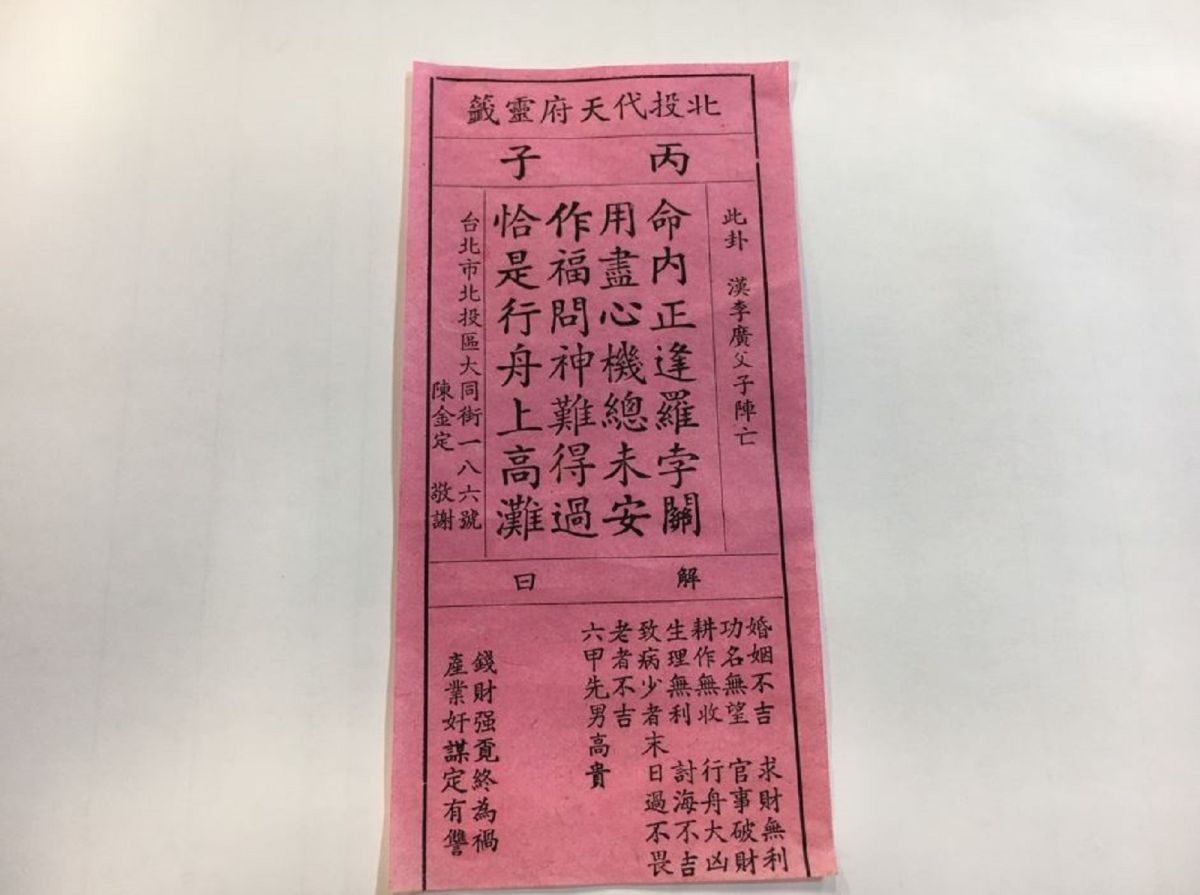 北投代天府靈籤
丙子
此卦 漢李廣父子陣亡
命內正逢羅孛關
用盡心機總未安
作福問神難得過
恰是行舟上高灘
台北市北投區大同街一八六號
陳金定 敬謝
解曰
婚姻不吉 求財無利
功名無望 官事破財
耕作無收 行舟大凶
生理無利 討海不吉
致病少者末日過不畏
老者不吉
六甲先男高貴
錢財强覔終為禍
產業奸謀定有讐